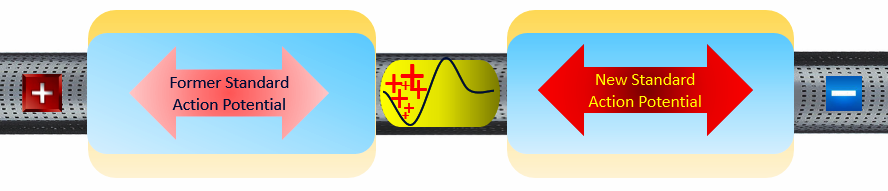 Former Standard
Action Potential
New Standard
Action Potential